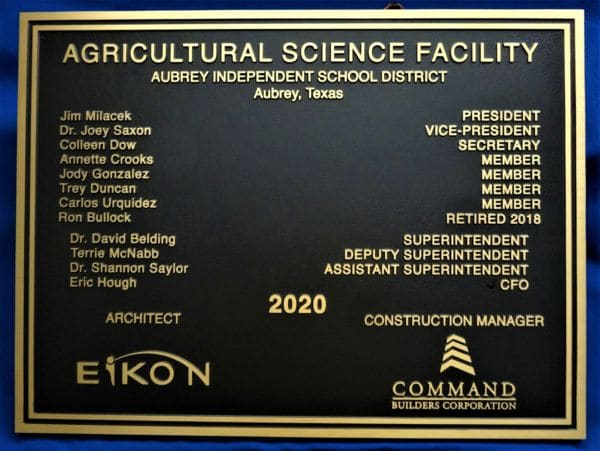 AGRICULTURAL SCIENCE FACILITY
AUBREY INDEPENDENT SCHOOL DISTRICT
Aubrey, Texas
Jim Milacek PRESIDENT
Dr. Joey Saxon VICE-PRESIDENT
Colleen Dow SECRETARY
Annette Crooks MEMBER
Jody Gonzalez MEMBER
Trey Duncan MEMBER
Carlos Urquidez MEMBER
Ron Bullock RETIRED 2018
Dr. David Belding SUPERINTENDENT
Terrie McNabb DEPUTY SUPERINTENDENT
Dr. Shannon Saylor ASSISTANT SUPERINTENDENT
Eric Hough CFO
2020
ARCHITECT CONSTRUCTION MANAGER
EiKON COMMAND
BUILDERS CORPORATION